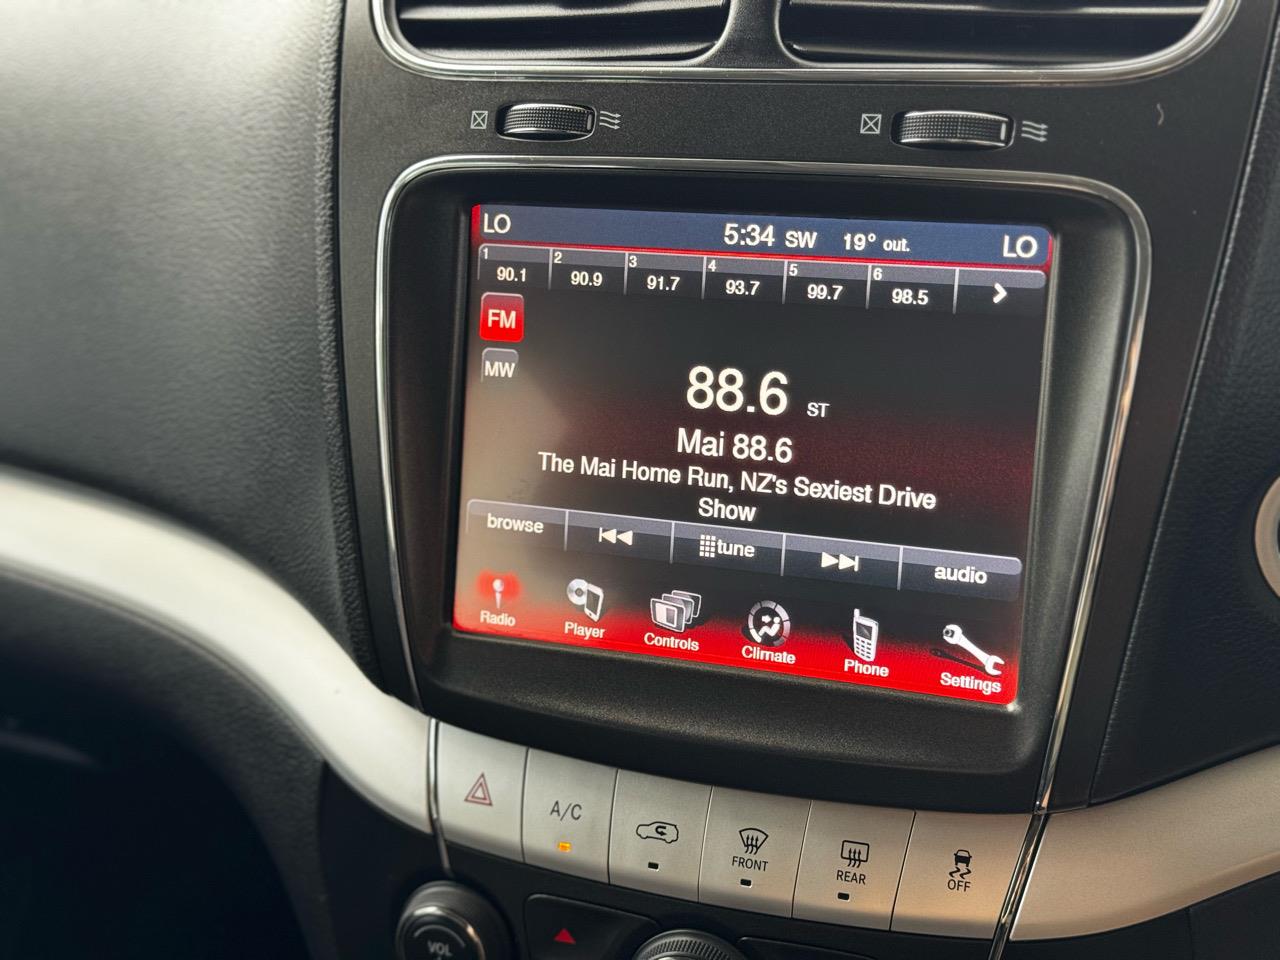 LO 5:34 SW 19° out. LO
1 2 3 4 5 6
90.1 90.9 91.7 93.7 99.7 98.5
FM
MW
88.6 ST
Mai 88.6
The Mai Home Run, NZ's Sexiest Drive
Show
browse tune audio
Radio Player Controls Climate Phone Settings
A/C
FRONT REAR OFF
VOL